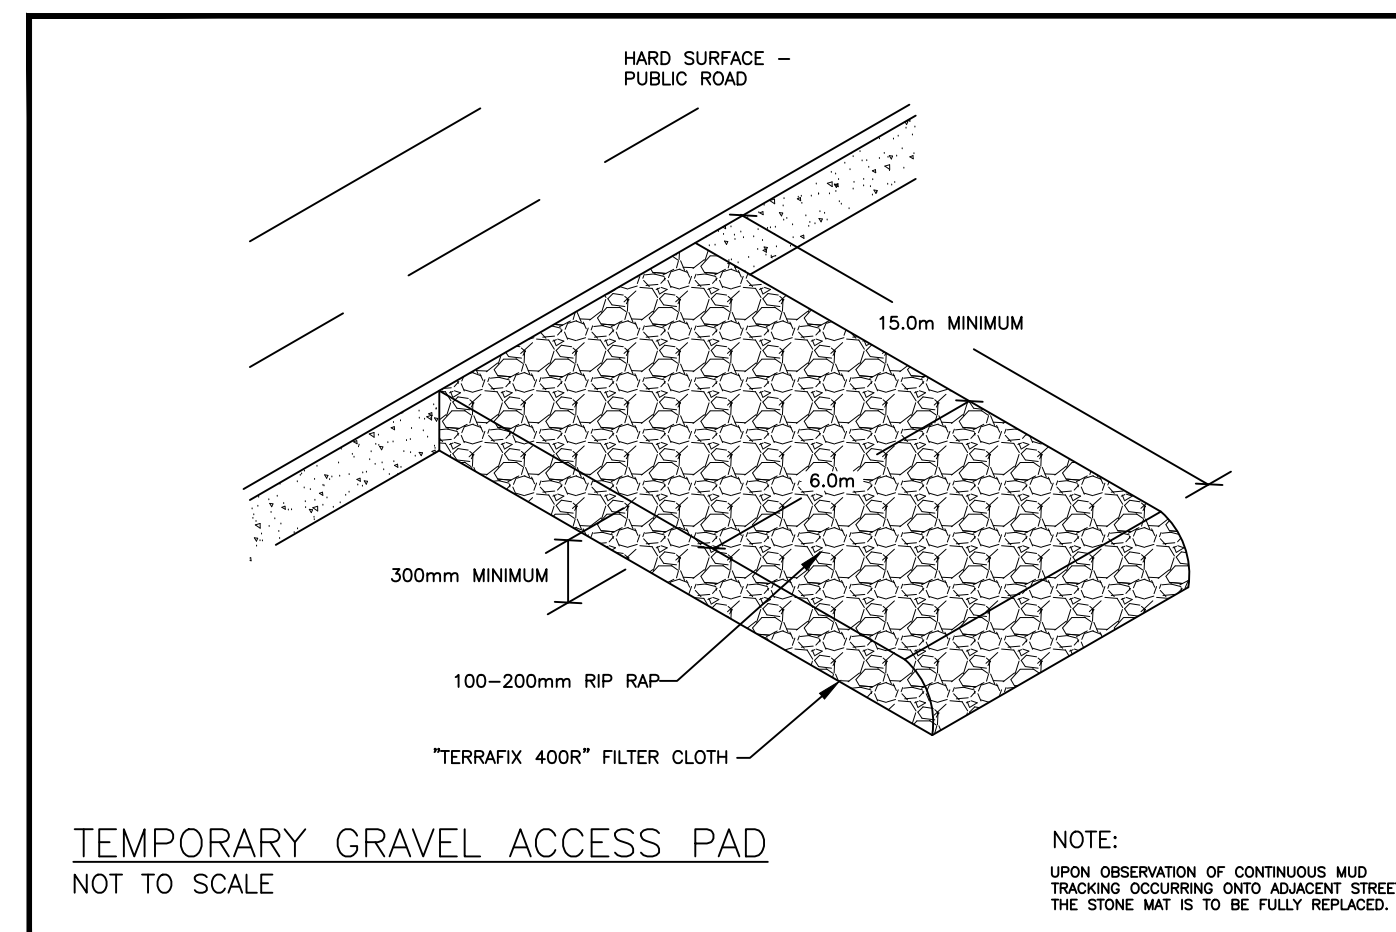 HARD SURFACE –
PUBLIC ROAD
15.0m MINIMUM
6.0m
300mm MINIMUM
100–200mm RIP RAP
"TERRAFIX 400R" FILTER CLOTH
TEMPORARY GRAVEL ACCESS PAD
NOT TO SCALE
NOTE:
UPON OBSERVATION OF CONTINUOUS MUD
TRACKING OCCURRING ONTO ADJACENT
THE STONE MAT IS TO BE FULLY REPLACED.